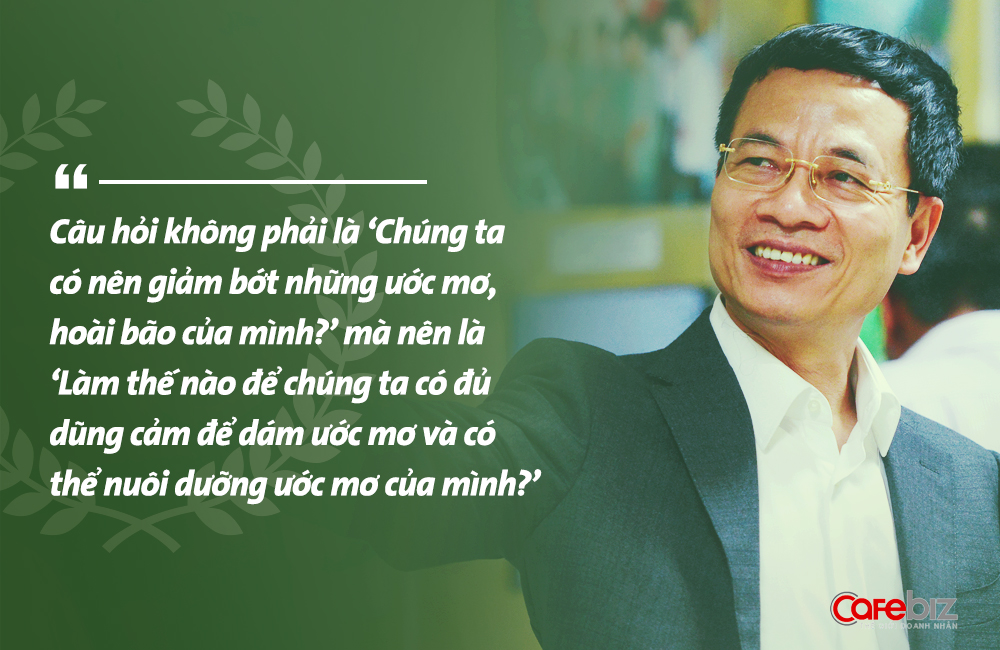 “
Câu hỏi không phải là ‘Chúng ta
có nên giảm bớt những ước mơ,
hoài bão của mình?’ mà nên là
‘Làm thế nào để chúng ta có đủ
dũng cảm để dám ước mơ và có
thể nuôi dưỡng ước mơ của mình?’
Cafebiz
DOANH NHÂN